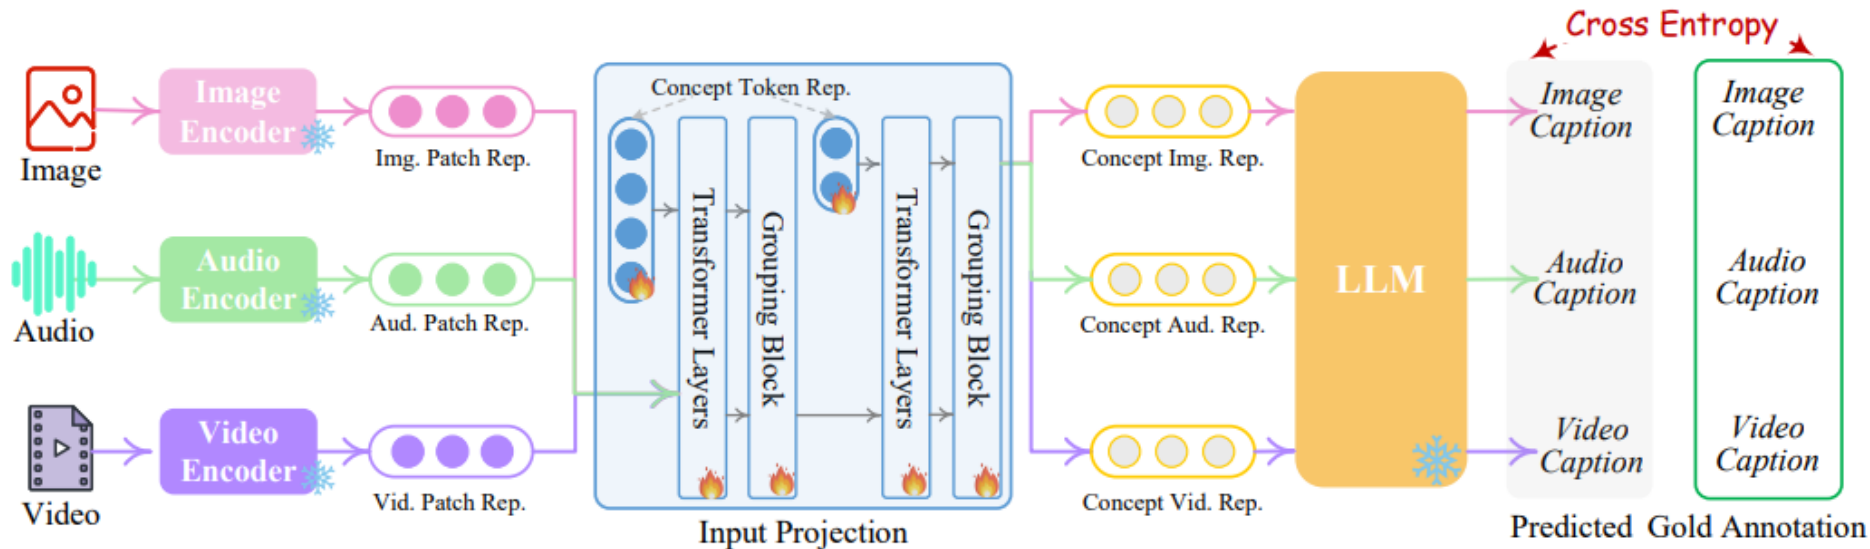 Cross Entropy
Image
Image
Encoder
Img. Patch Rep.
Audio
Audio
Encoder
Aud. Patch Rep.
Video
Video
Encoder
Vid. Patch Rep.
Concept Token Rep.
Transformer Layers
Grouping Block
Transformer Layers
Grouping Block
Input Projection
Concept Img. Rep.
Concept Aud. Rep.
Concept Vid. Rep.
LLM
Image
Caption
Audio
Caption
Video
Caption
Predicted
Image
Caption
Audio
Caption
Video
Caption
Gold Annotation